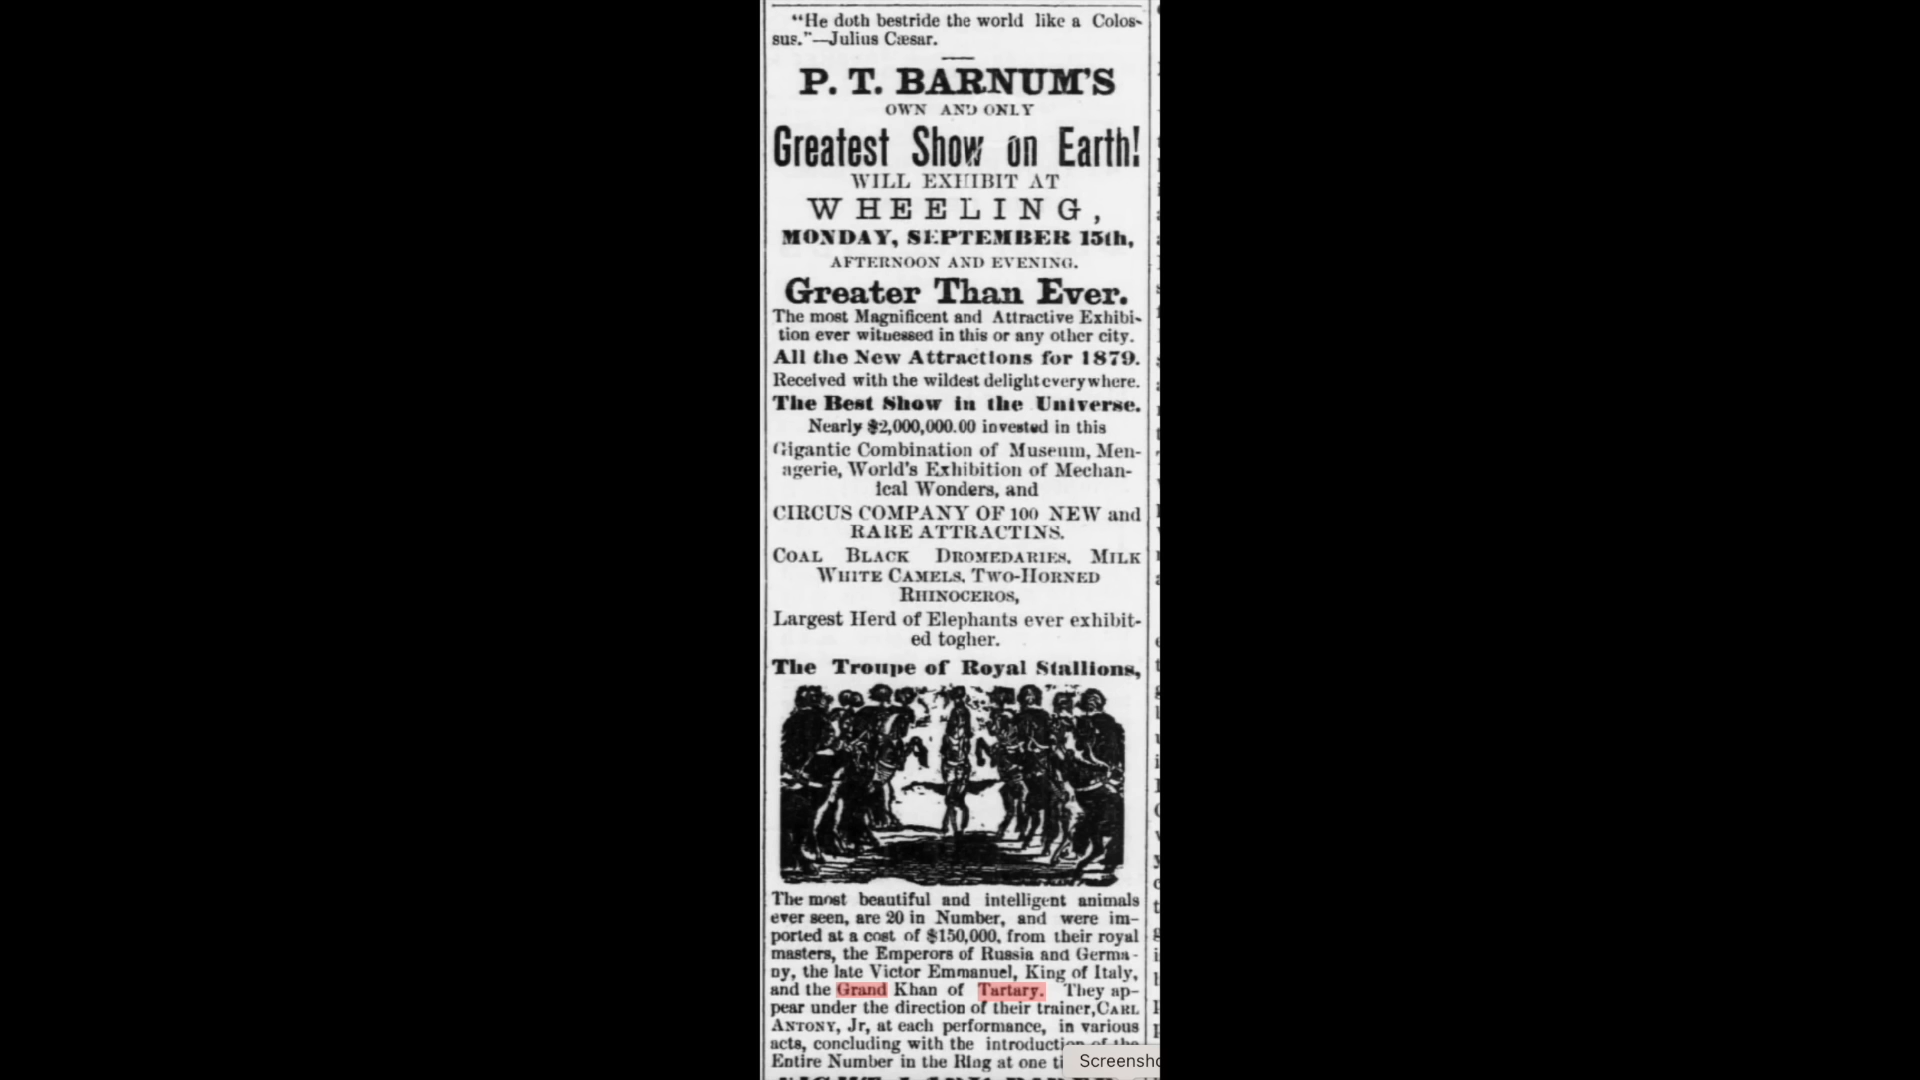 "He doth bestride the world like a Colos-
sus."—Julius Cæsar.
P. T. BARNUM'S
OWN AND ONLY
Greatest Show on Earth!
WILL EXHIBIT AT
WHEELING,
MONDAY, SEPTEMBER 15th,
AFTERNOON AND EVENING.
Greater Than Ever.
The most Magnificent and Attractive Exhibi-
tion ever witnessed in this or any other city.
All the New Attractions for 1879.
Received with the wildest delight everywhere.
The Best Show in the Universe.
Nearly $2,000,000.00 invested in this
Gigantic Combination of Museum, Men-
agerie, World's Exhibition of Mechan-
ical Wonders, and
CIRCUS COMPANY OF 100 NEW and
RARE ATTRACTINS.
COAL BLACK DROMEDARIES, MILK
WHITE CAMELS, TWO-HORNED
RHINOCEROS,
Largest Herd of Elephants ever exhibit-
ed togher.
The Troupe of Royal Stallions,
The most beautiful and intelligent animals
ever seen, are 20 in Number, and were im-
ported at a cost of $150,000, from their royal
masters, the Emperors of Russia and Germa-
ny, the late Victor Emmanuel, King of Italy,
and the Grand Khan of Tartary. They ap-
pear under the direction of their trainer, CARL
ANTONY, Jr, at each performance, in various
acts, concluding with the introduction of the
Entire Number in the Ring at one
Screensho